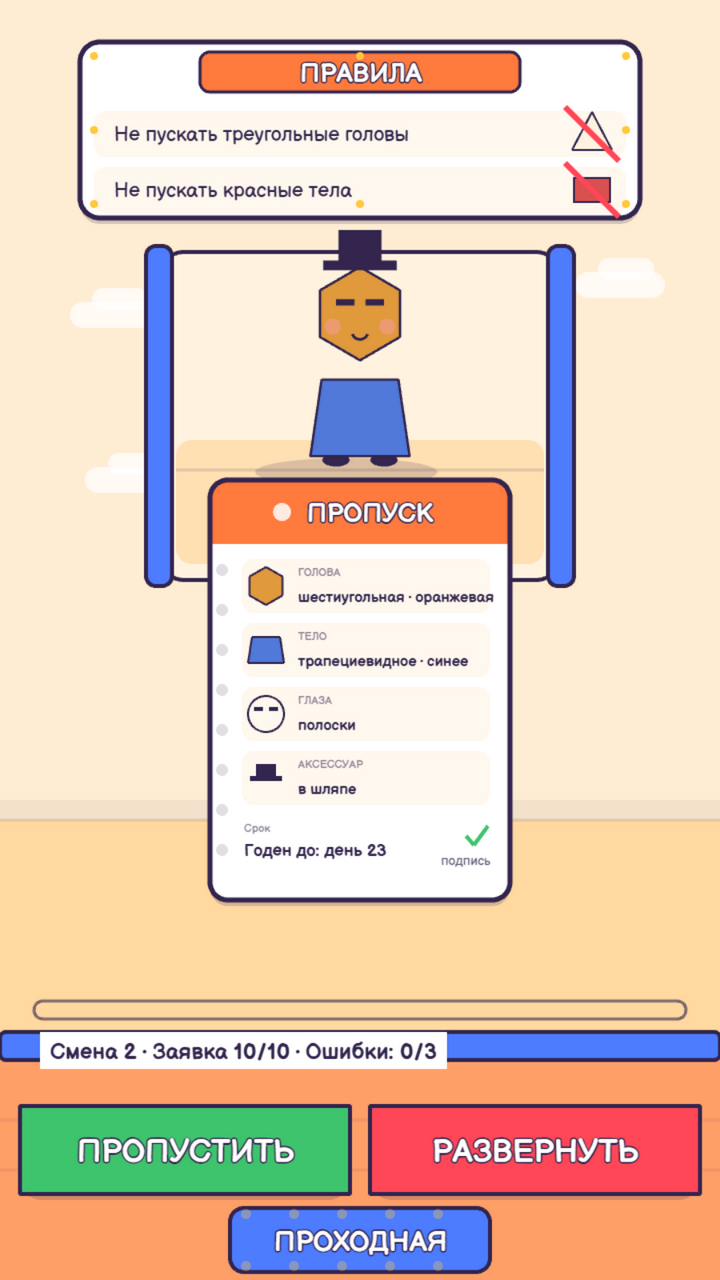 ПРАВИЛА
Не пускать треугольные головы
Не пускать красные тела
ПРОПУСК
ГОЛОВА
шестиугольная · оранжевая
ТЕЛО
трапециевидное · синее
ГЛАЗА
полоски
АКСЕССУАР
в шляпе
Срок
Годен до: день 23
подпись
Смена 2 · Заявка 10/10 · Ошибки: 0/3
ПРОПУСТИТЬ
РАЗВЕРНУТЬ
ПРОХОДНАЯ